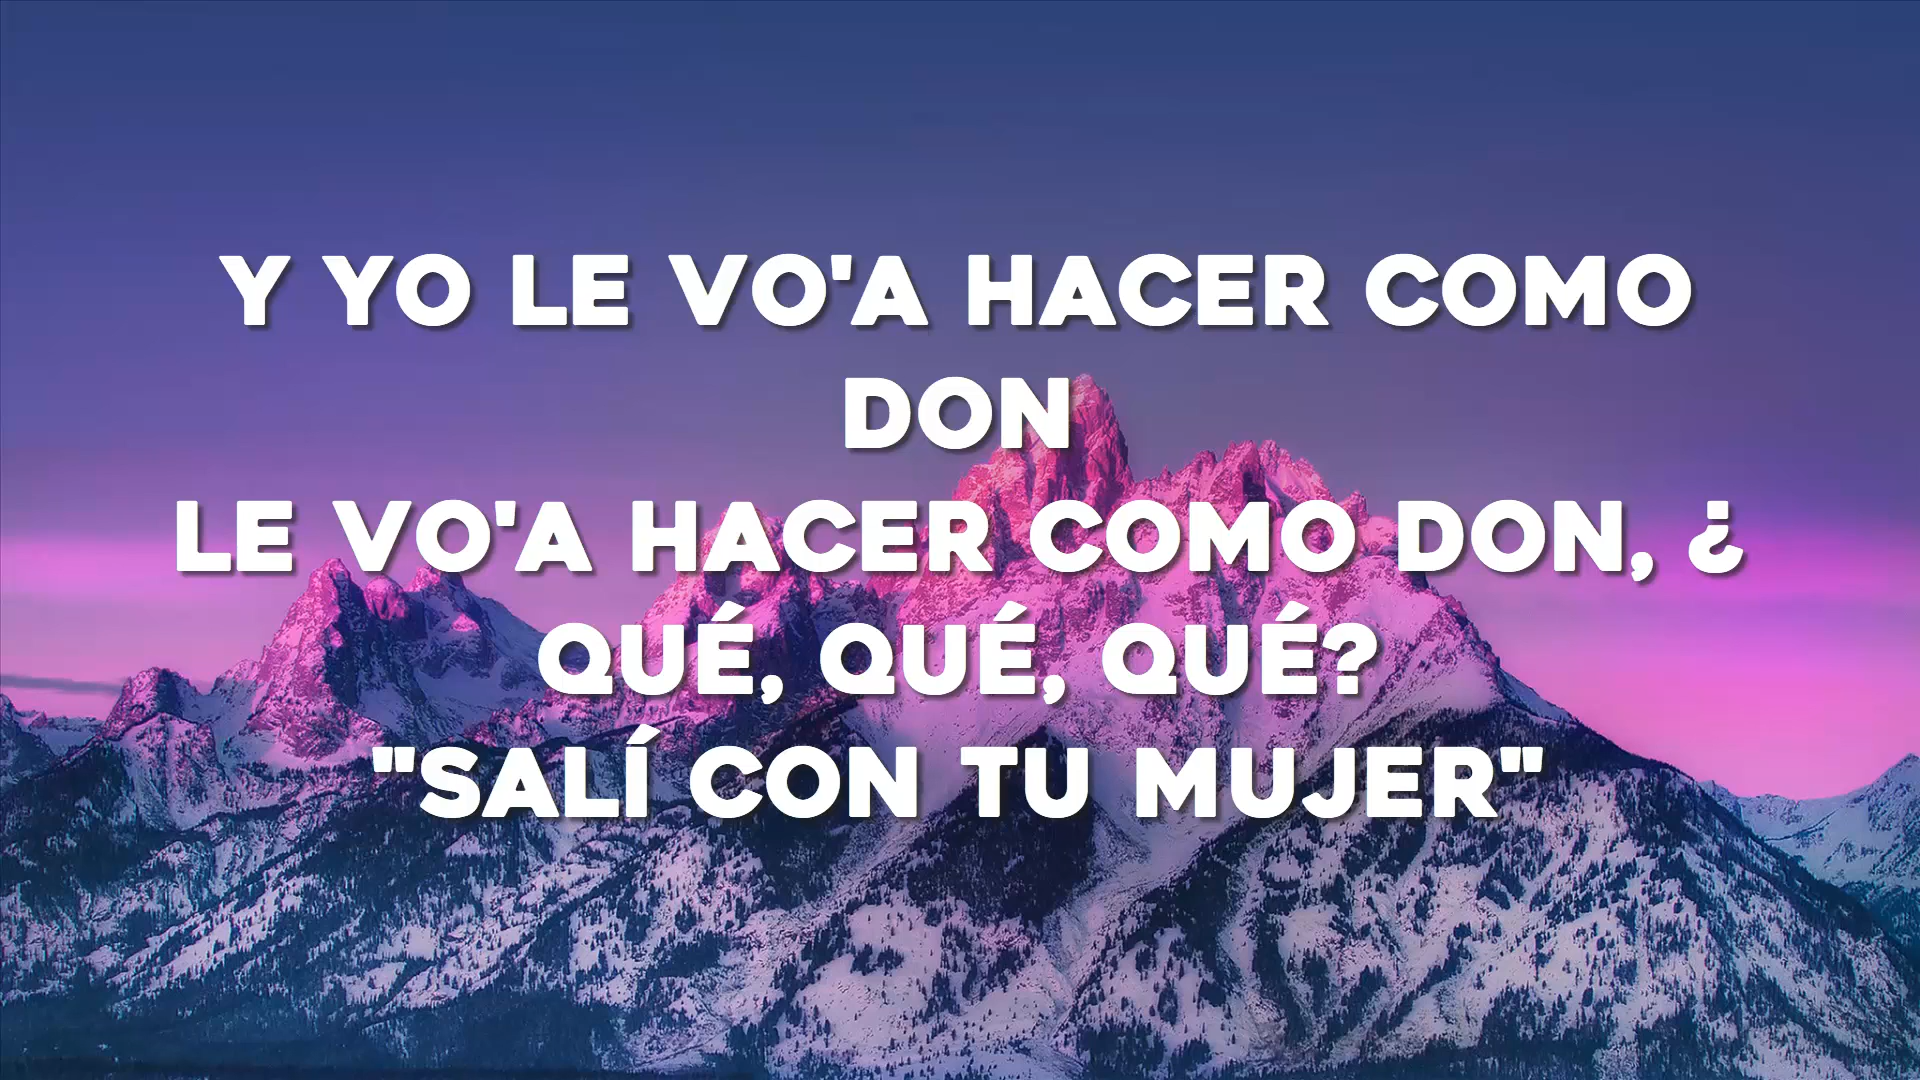 Y YO LE VO'A HACER COMO
DON
LE VO'A HACER COMO DON, ¿
QUÉ, QUÉ, QUÉ?
"SALÍ CON TU MUJER"